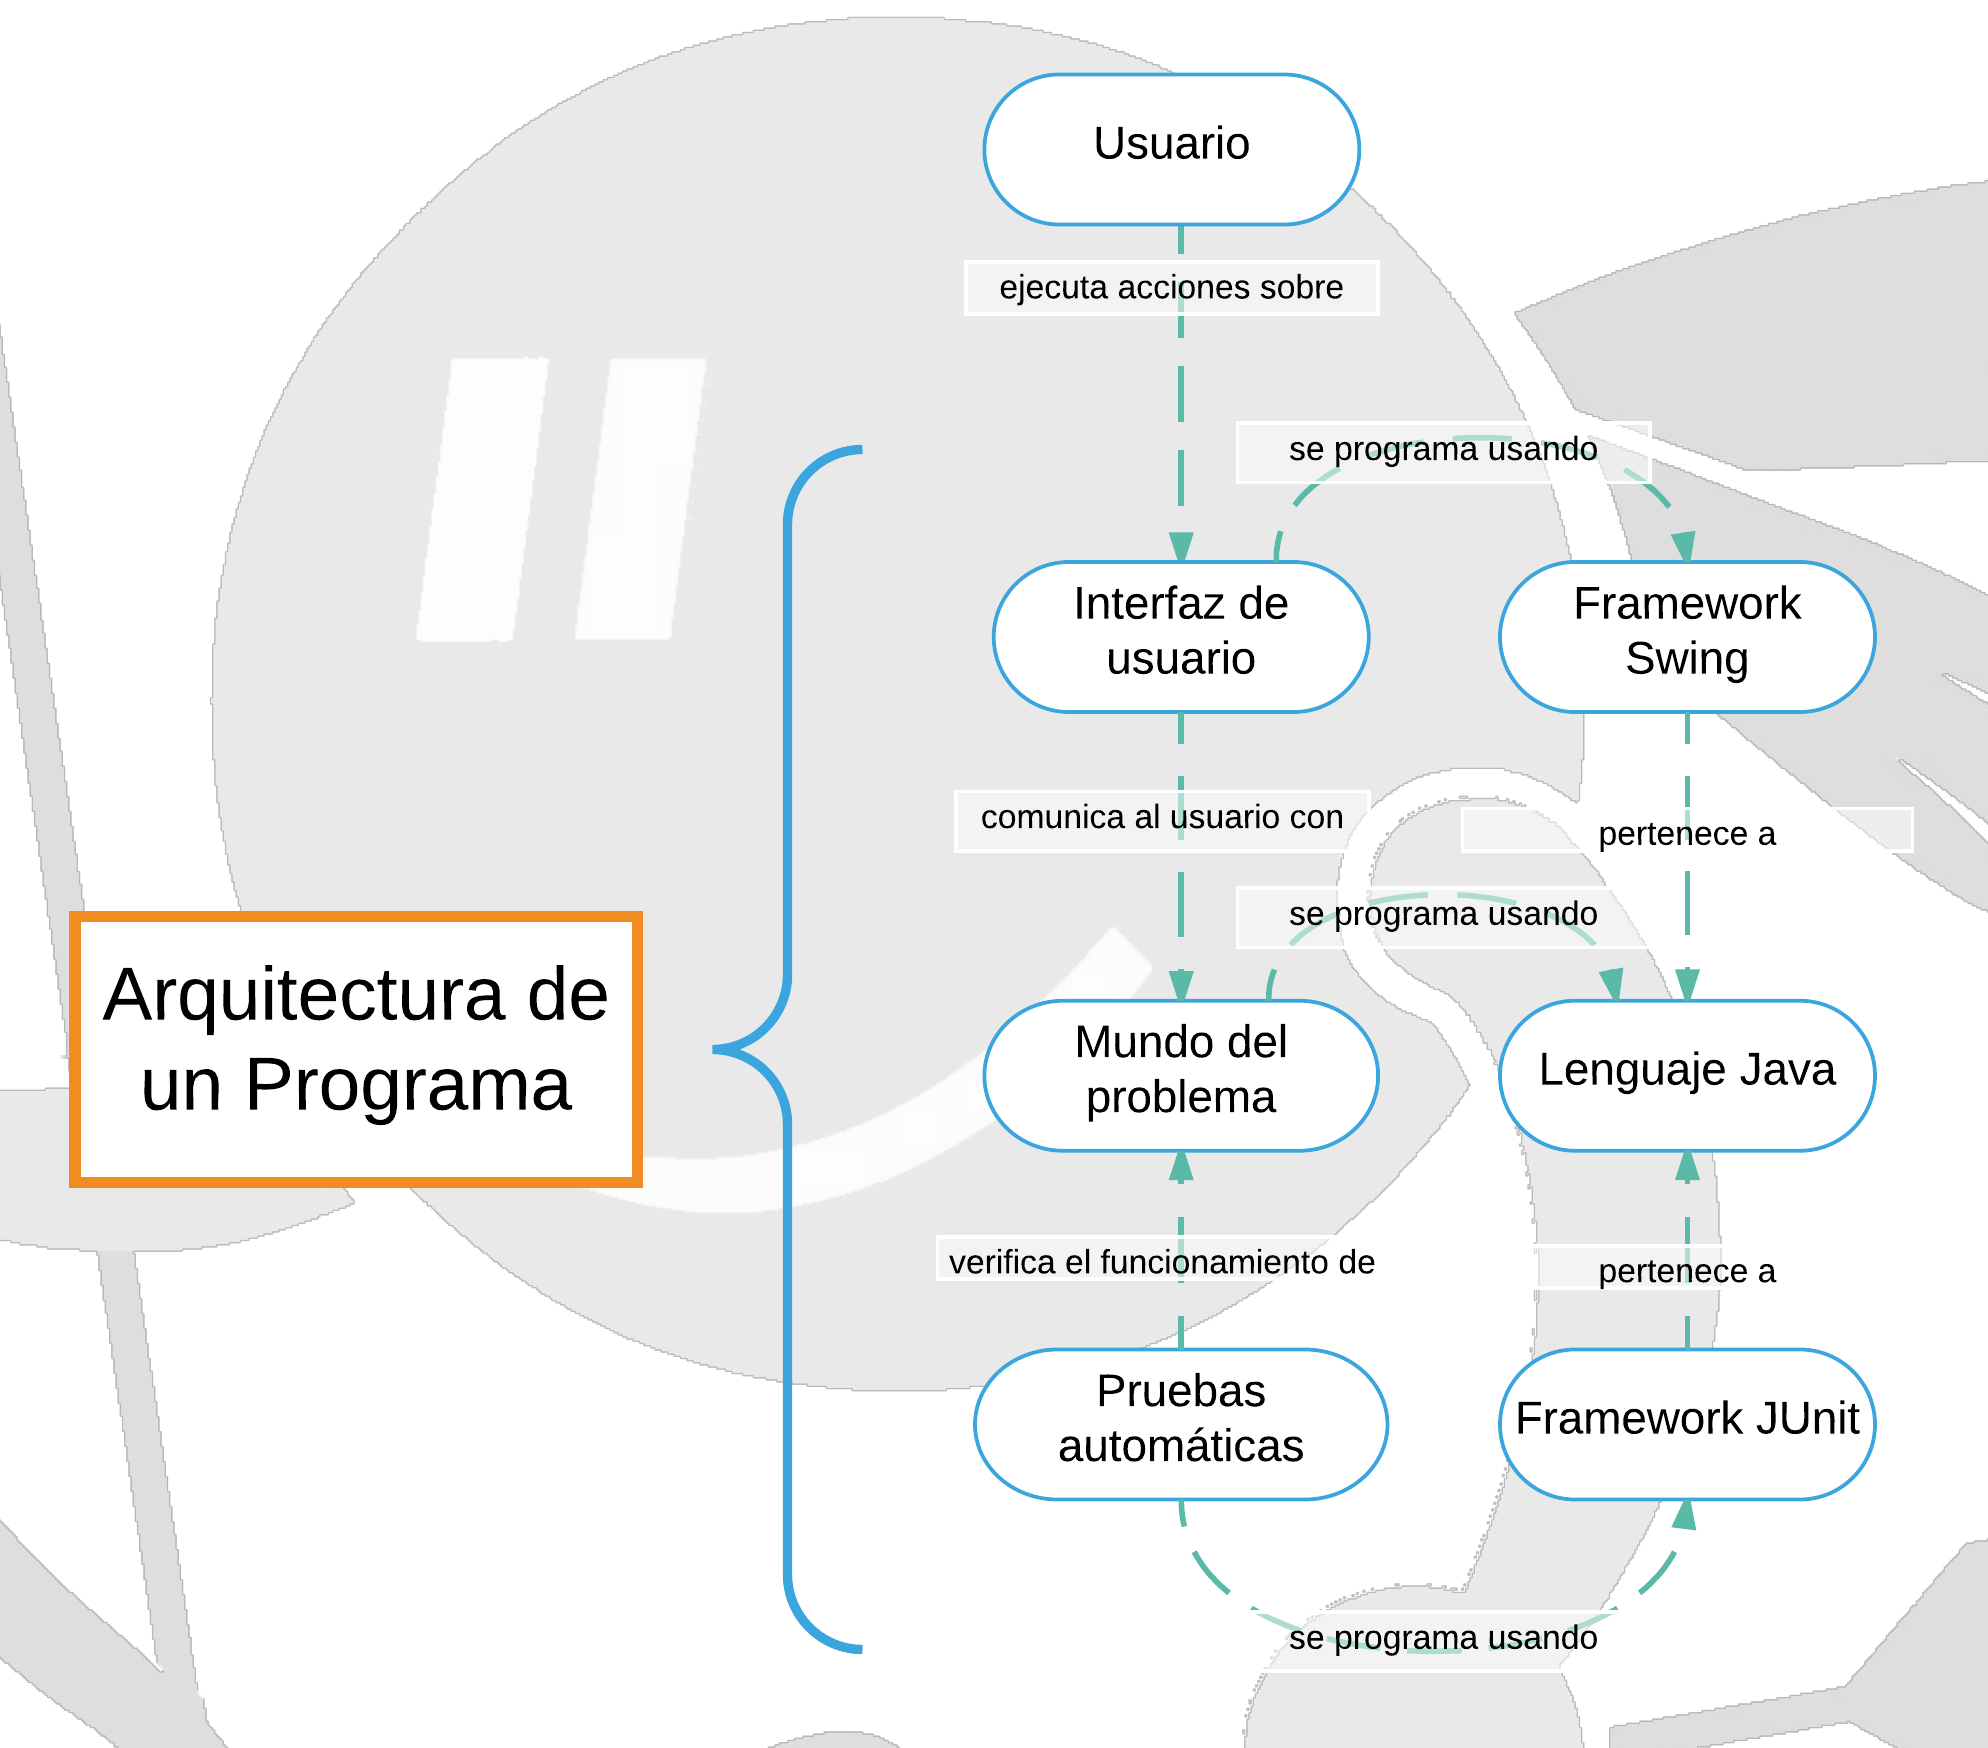 Usuario
ejecuta acciones sobre
se programa usando
Interfaz de
usuario
Framework
Swing
comunica al usuario con
pertenece a
se programa usando
Arquitectura de
un Programa
Mundo del
problema
Lenguaje Java
verifica el funcionamiento de
pertenece a
Pruebas
automáticas
Framework JUnit
se programa usando